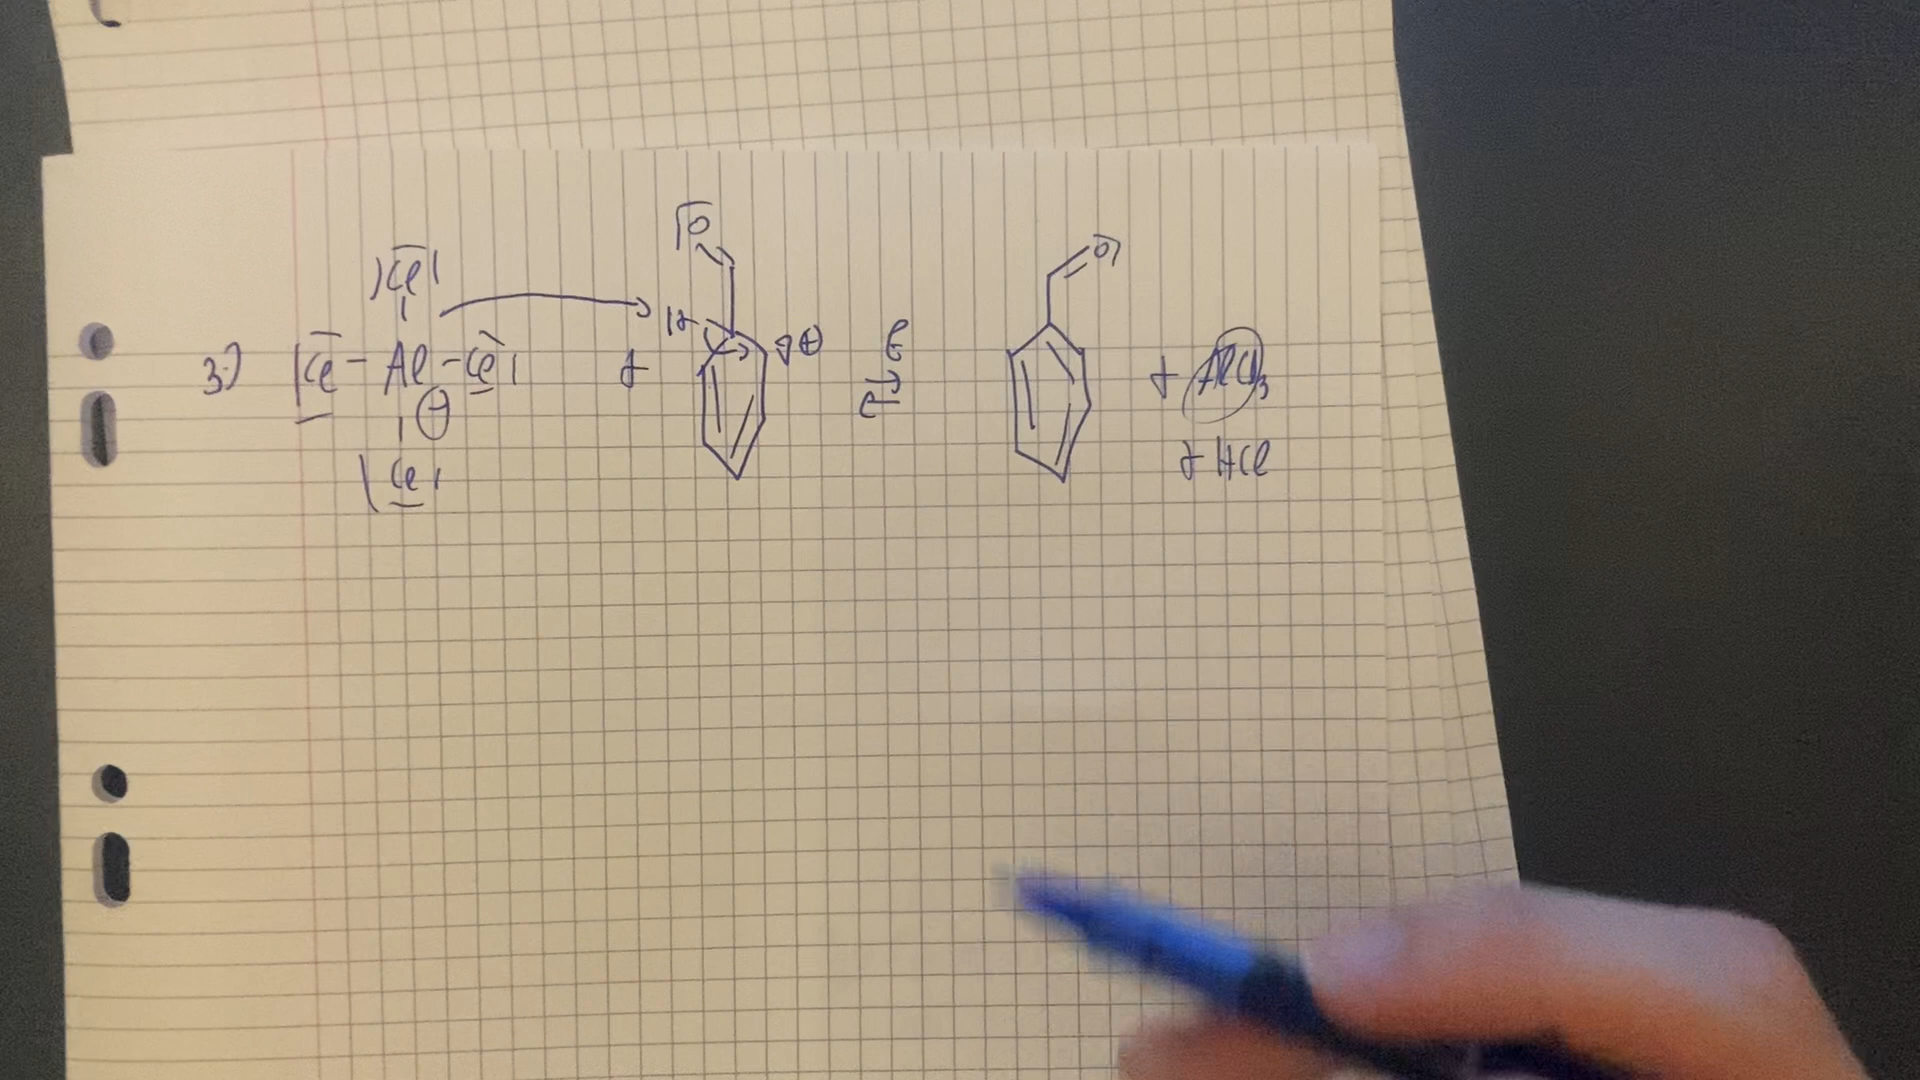 |Cl|
3.) |Cl - Al - Cl| + H ⊕ ⇌ + AlCl3
⊖
|Cl|
+ HCl
O
O